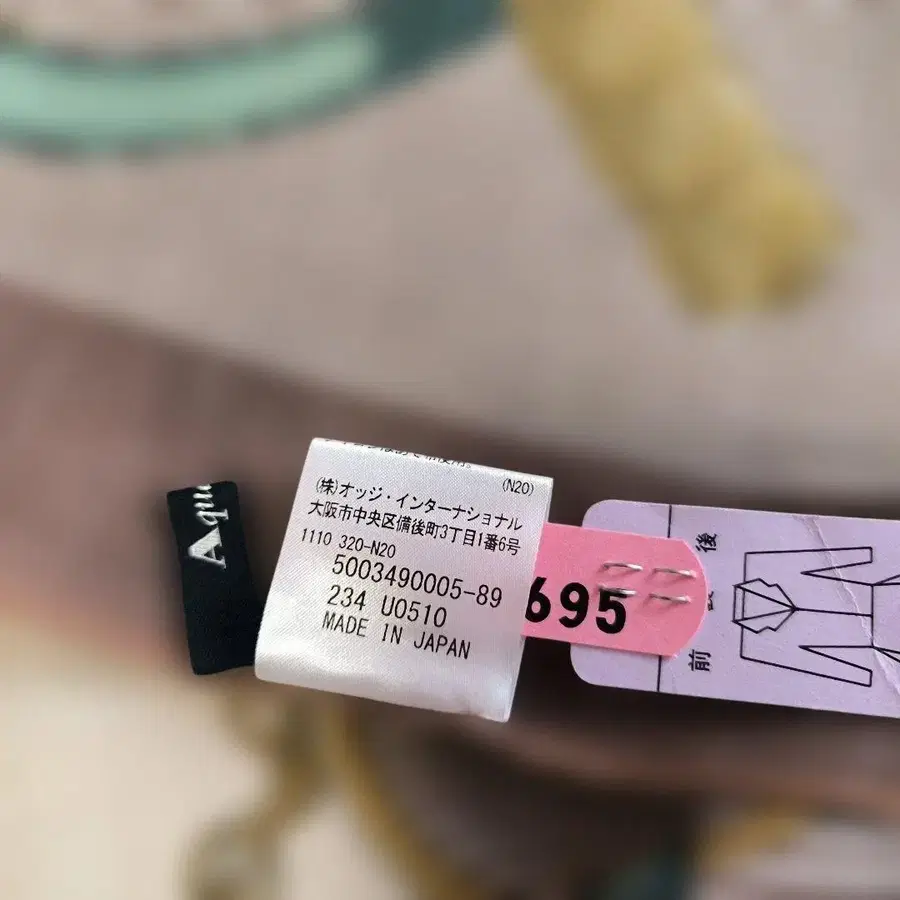 Aqu
(N20)
(株)オッジ・インターナショナル
大阪市中央区備後町3丁目1番6号
1110 320-N20
5003490005-89
234 U0510
MADE IN JAPAN
695
後
前